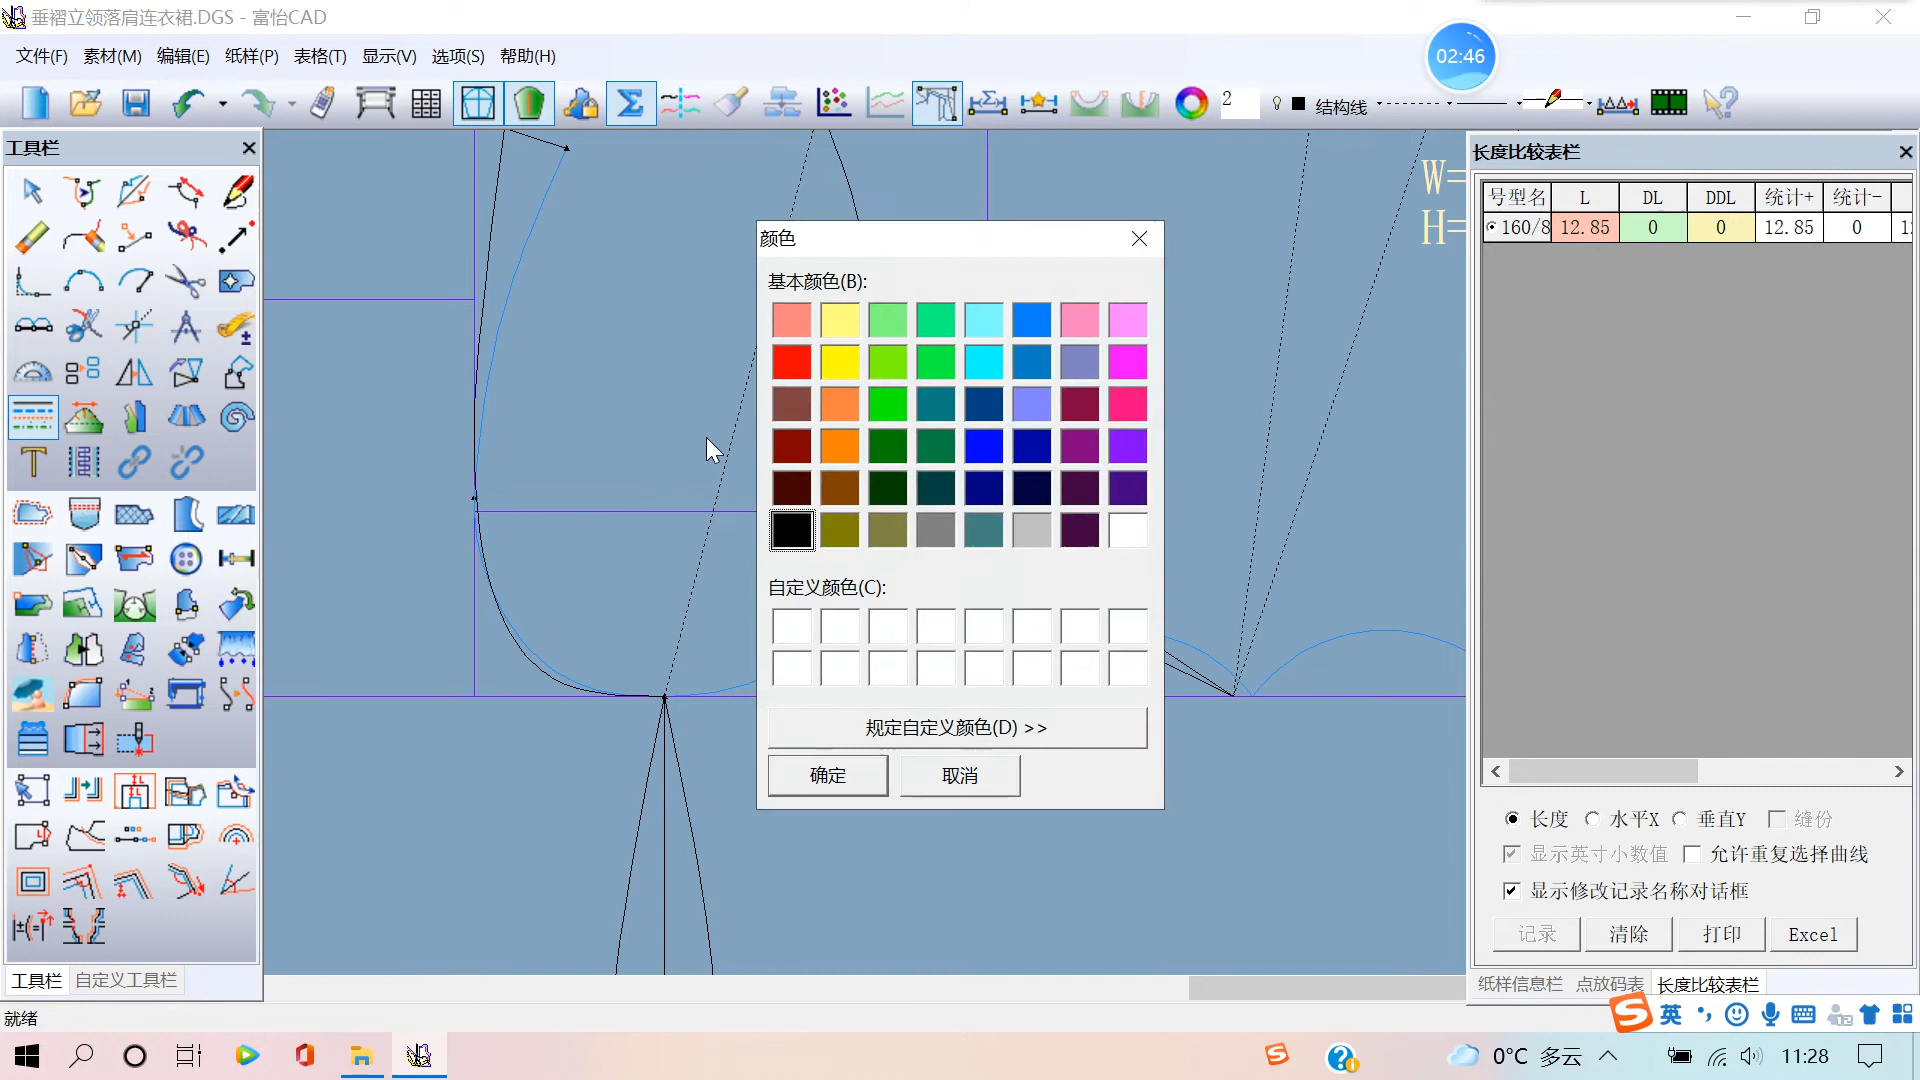 垂褶立领落肩连衣裙.DGS - 富怡CAD
文件(F) 素材(M) 编辑(E) 纸样(P) 表格(T) 显示(V) 选项(S) 帮助(H)
02:46
2 结构线
工具栏
长度比较表栏
W=
H=
号型名 L DL DDL 统计+ 统计-
160/8 12.85 0 0 12.85 0
颜色
基本颜色(B):
自定义颜色(C):
规定自定义颜色(D) >>
确定 取消
长度 水平X 垂直Y 缝份
显示英寸小数值 允许重复选择曲线
显示修改记录名称对话框
记录 清除 打印 Excel
工具栏 自定义工具栏
纸样信息栏 点放码表 长度比较表栏
就绪
英
0°C 多云 11:28